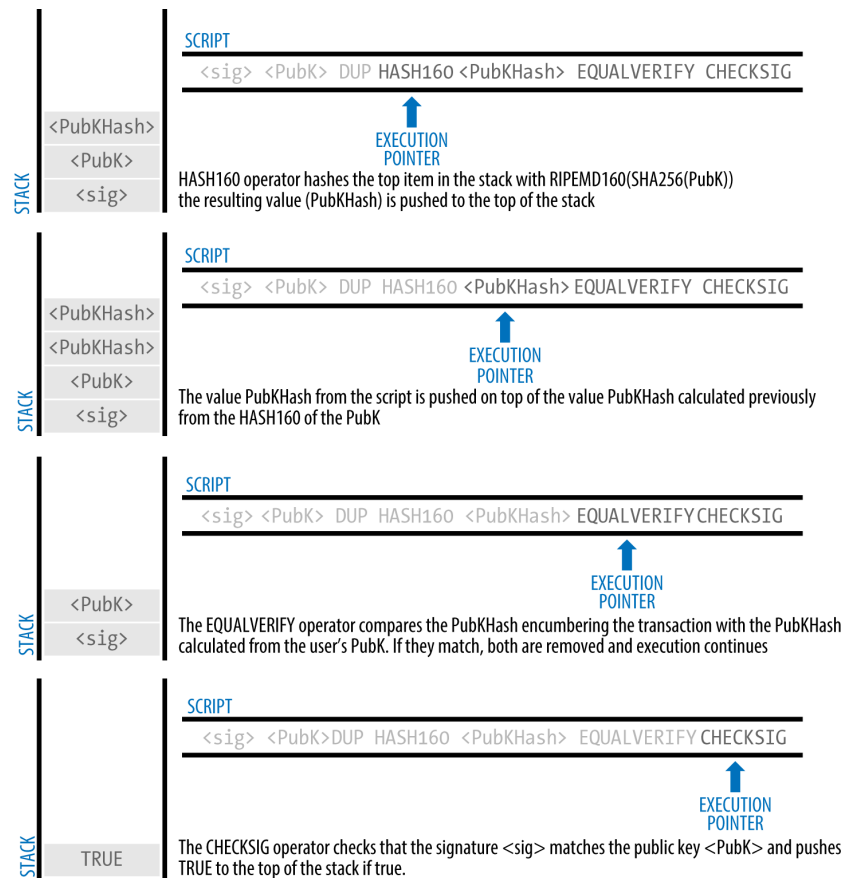 SCRIPT
<sig> <PubK> DUP HASH160 <PubKHash> EQUALVERIFY CHECKSIG
EXECUTION
POINTER
<PubKHash>
<PubK>
<sig>
STACK
HASH160 operator hashes the top item in the stack with RIPEMD160(SHA256(PubK))
the resulting value (PubKHash) is pushed to the top of the stack
SCRIPT
<sig> <PubK> DUP HASH160 <PubKHash> EQUALVERIFY CHECKSIG
EXECUTION
POINTER
<PubKHash>
<PubKHash>
<PubK>
<sig>
STACK
The value PubKHash from the script is pushed on top of the value PubKHash calculated previously
from the HASH160 of the PubK
SCRIPT
<sig> <PubK> DUP HASH160 <PubKHash> EQUALVERIFY CHECKSIG
EXECUTION
POINTER
<PubK>
<sig>
STACK
The EQUALVERIFY operator compares the PubKHash encumbering the transaction with the PubKHash
calculated from the user’s PubK. If they match, both are removed and execution continues
SCRIPT
<sig> <PubK>DUP HASH160 <PubKHash> EQUALVERIFY CHECKSIG
EXECUTION
POINTER
TRUE
STACK
The CHECKSIG operator checks that the signature <sig> matches the public key <PubK> and pushes
TRUE to the top of the stack if true.